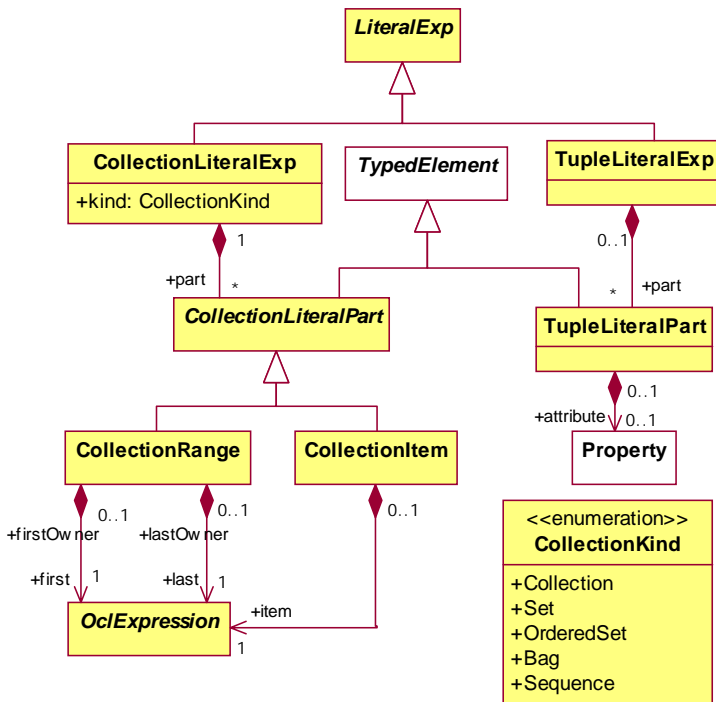 LiteralExp
CollectionLiteralExp
+kind: CollectionKind
TypedElement
TupleLiteralExp
1
+part
*
0..1
+part
*
CollectionLiteralPart
TupleLiteralPart
0..1
+attribute
0..1
Property
CollectionRange
CollectionItem
0..1
+firstOwner
+first
1
0..1
+lastOwner
+last
1
0..1
+item
1
OclExpression
<<enumeration>>
CollectionKind
+Collection
+Set
+OrderedSet
+Bag
+Sequence